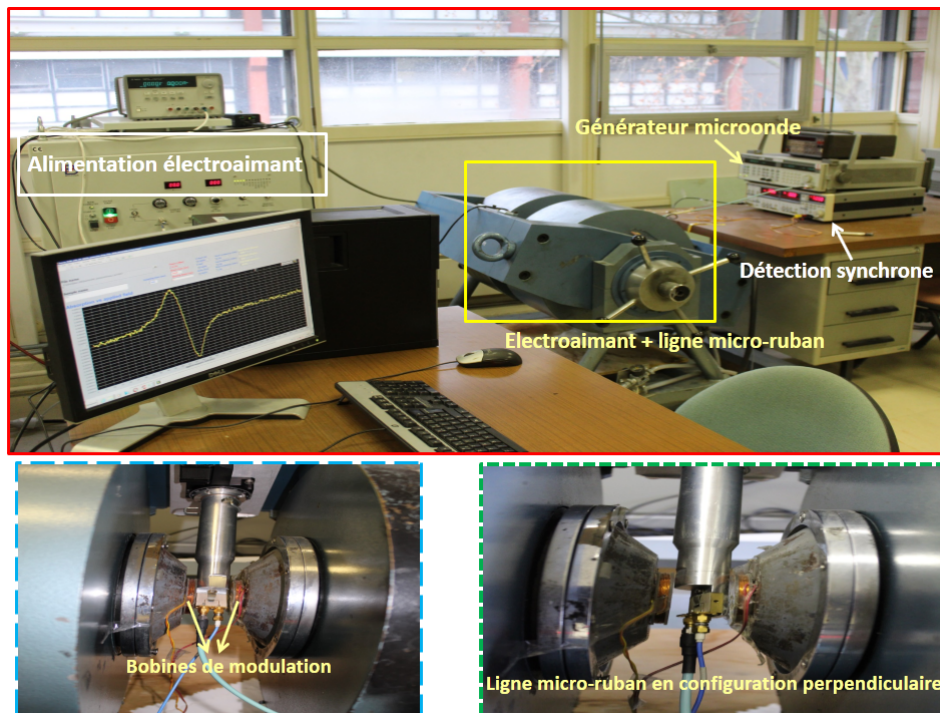 Générateur microonde
Alimentation électroaimant
Détection synchrone
Electroaimant + ligne micro-ruban
DELL
Bobines de modulation
Ligne micro-ruban en configuration perpendiculaire